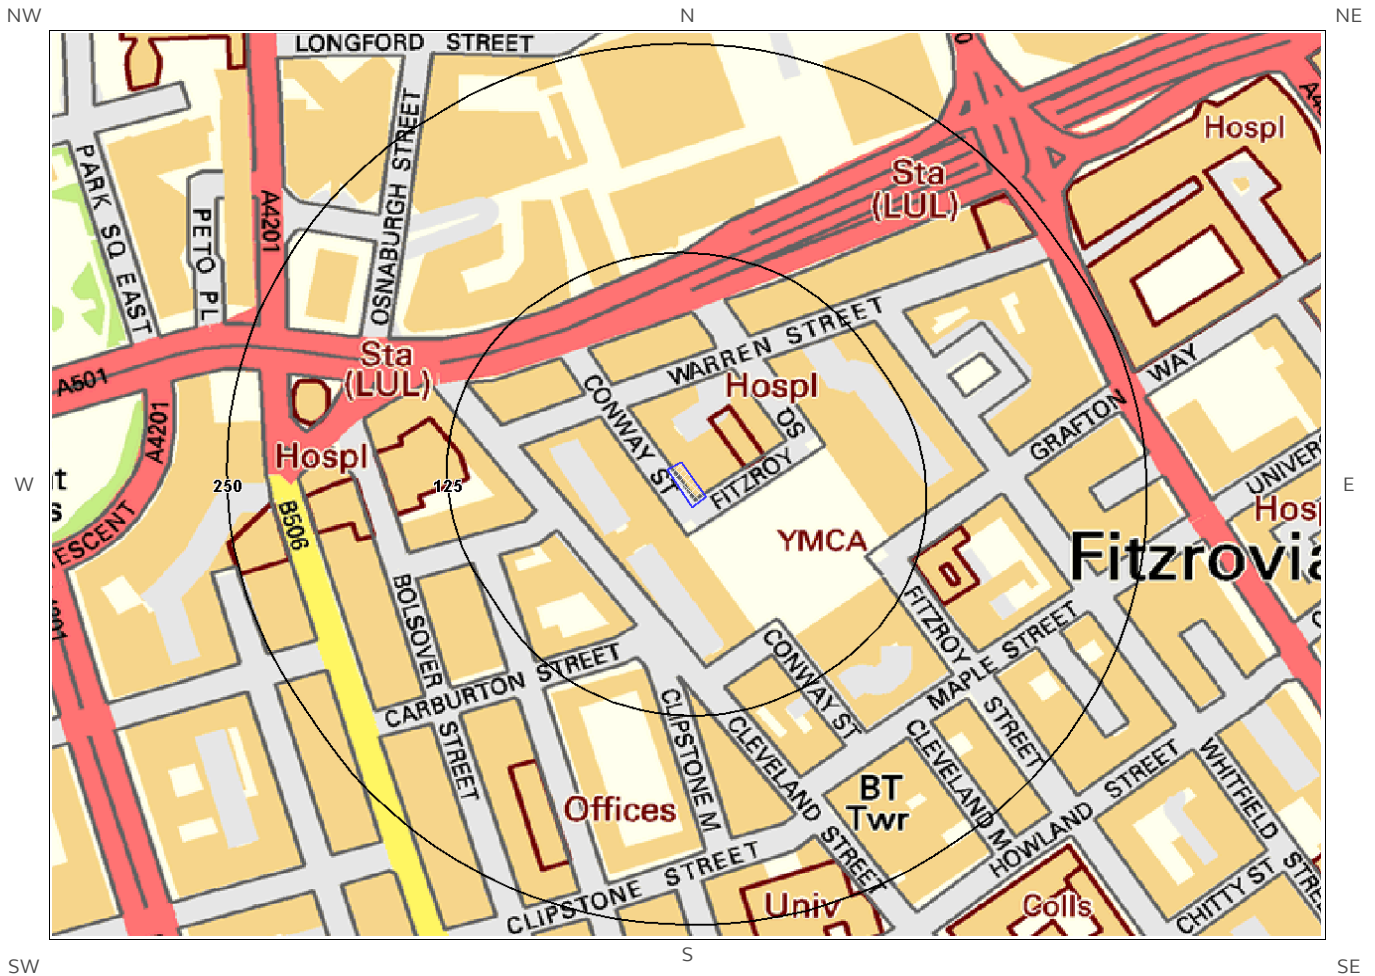 NW
N
NE
LONGFORD STREET
Hospl
PARK SQ EAST
PETO PL
A4201
OSNABURGH STREET
Sta
(LUL)
Sta
(LUL)
WARREN STREET
A501
A4201
Hospl
CONWAY ST
SQ
WAY
GRAFTON
Hospl
W
250
125
FITZROY
E
B506
YMCA
Fitzrovia
BOLSOVER
STREET
FITZROY
STREET
MAPLE STREET
CARBURTON STREET
CONWAY ST
CLIPSTONE M
CLEVELAND STREET
CLEVELAND M
HOWLAND STREET
WHITFIELD
BT
Twr
Offices
CLIPSTONE STREET
CHITTY ST
Univ
Colls
SW
S
SE